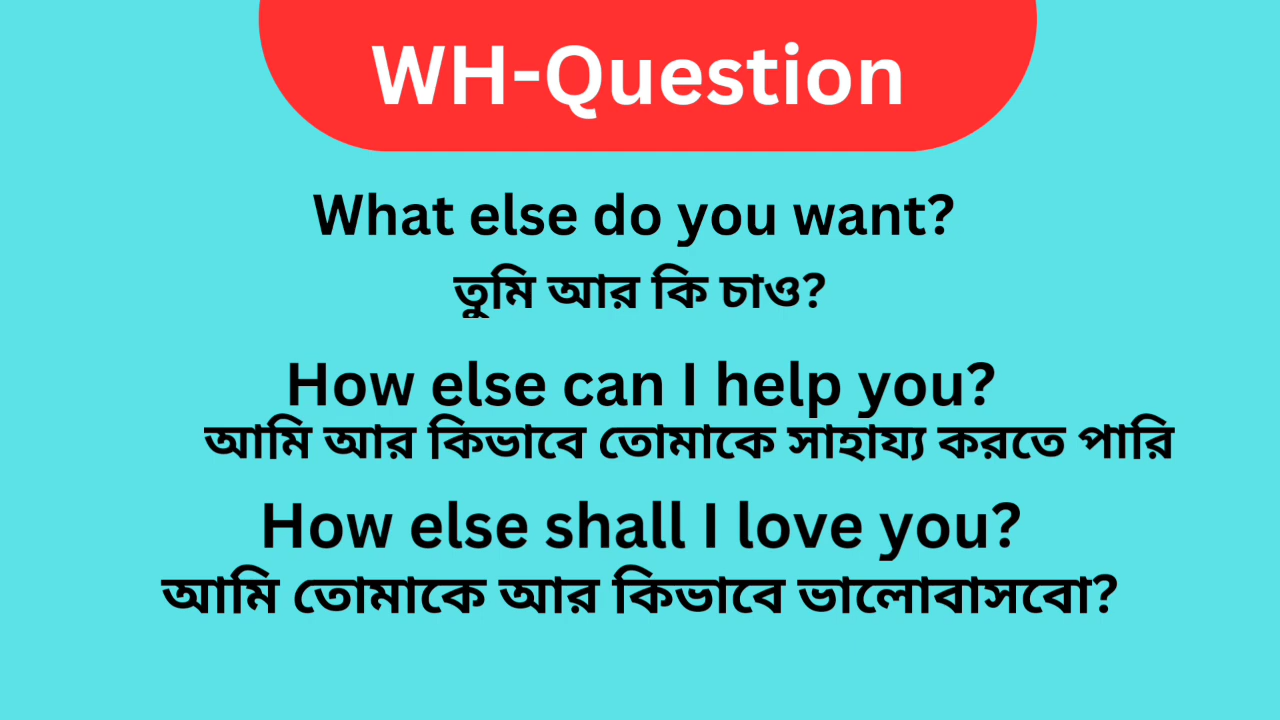 WH-Question
What else do you want?
তুমি আর কি চাও?
How else can I help you?
আমি আর কিভাবে তোমাকে সাহায্য করতে পারি
How else shall I love you?
আমি তোমাকে আর কিভাবে ভালোবাসবো?